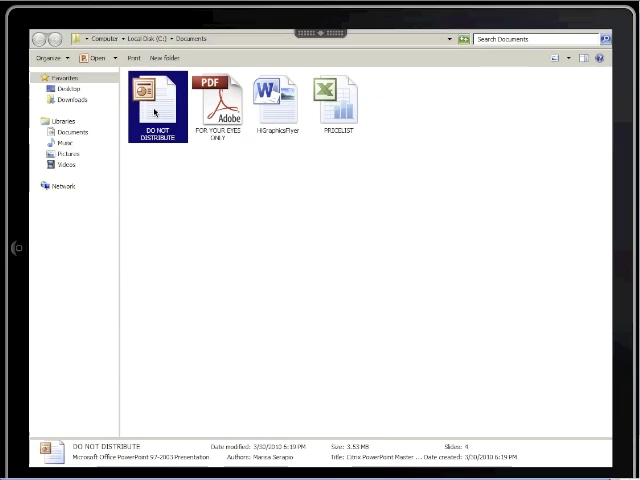 Computer ▸ Local Disk (C:) ▸ Documents
Search Documents
Organize
Open
Print
New folder
Favorites
Desktop
Downloads
Libraries
Documents
Music
Pictures
Videos
Network
DO NOT
DISTRIBUTE
PDF
Adobe
FOR YOUR EYES
ONLY
W
HiGraphicsFlyer
X
PRICELIST
DO NOT DISTRIBUTE
Date modified: 3/30/2010 6:19 PM
Size: 3.53 MB
Slides: 4
Microsoft Office PowerPoint 97-2003 Presentation
Authors: Marisa Serapio
Title: Citrix PowerPoint Master ...
Date created: 3/30/2010 6:19 PM